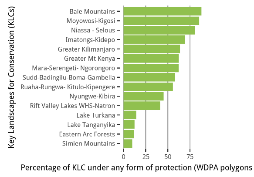 Key Landscapes for Conservation (KLCs)
Bale Mountains
Moyowosi-Kigosi
Niassa - Selous
Imatong-Kidepo
Greater Kilimanjaro
Greater Mt Kenya
Mara-Serengeti- Ngorongoro
Sudd-Badingilu-Boma-Gambella
Ruaha-Rungwa- Kitulo-Kipengere
Nyungwe-Kibira
Rift Valley Lakes WHS-Natron
Lake Turkana
Lake Tanganyika
Eastern Arc Forests
Simien Mountains
0 25 50 75
Percentage of KLC under any form of protection (WDPA polygons